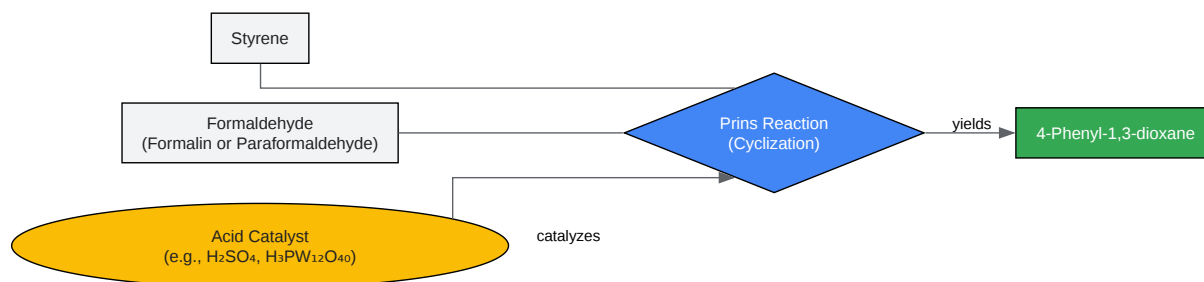 Styrene
Formaldehyde
(Formalin or Paraformaldehyde)
Prins Reaction
(Cyclization)
yields
4-Phenyl-1,3-dioxane
Acid Catalyst
(e.g., H₂SO₄, H₃PW₁₂O₄₀)
catalyzes